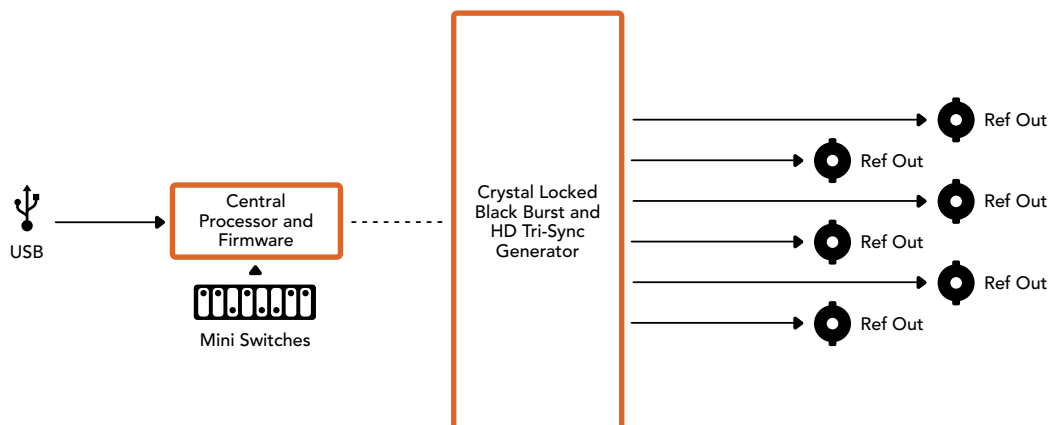 USB
Central
Processor and
Firmware
Mini Switches
Crystal Locked
Black Burst and
HD Tri-Sync
Generator
Ref Out
Ref Out
Ref Out
Ref Out
Ref Out
Ref Out